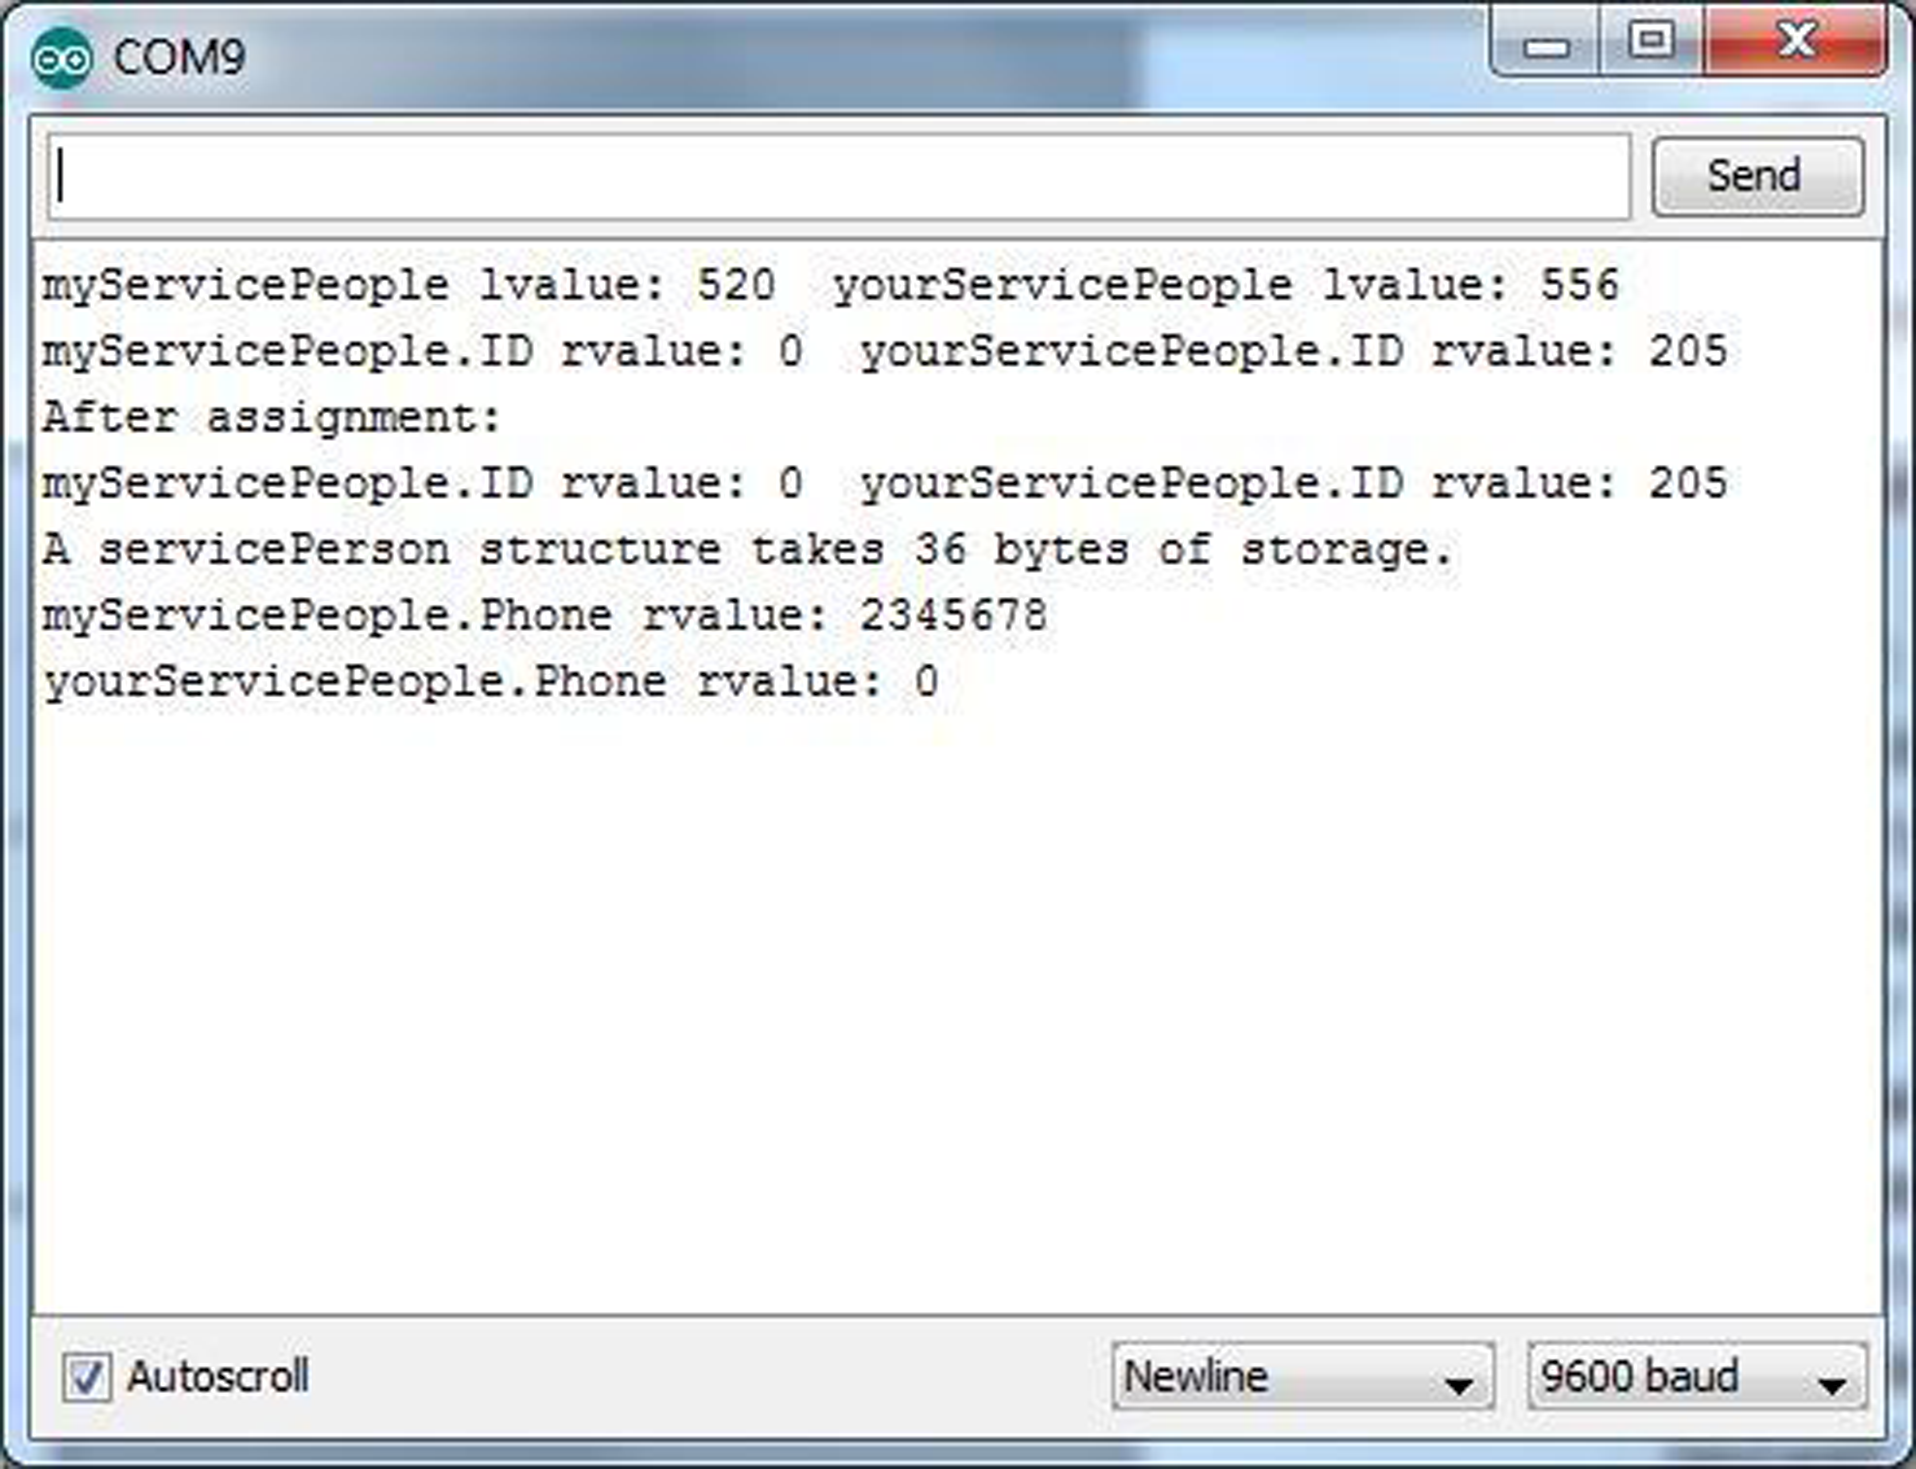 COM9
Send
myServicePeople lvalue: 520  yourServicePeople lvalue: 556
myServicePeople.ID rvalue: 0  yourServicePeople.ID rvalue: 205
After assignment:
myServicePeople.ID rvalue: 0  yourServicePeople.ID rvalue: 205
A servicePerson structure takes 36 bytes of storage.
myServicePeople.Phone rvalue: 2345678
yourServicePeople.Phone rvalue: 0
Autoscroll Newline 9600 baud